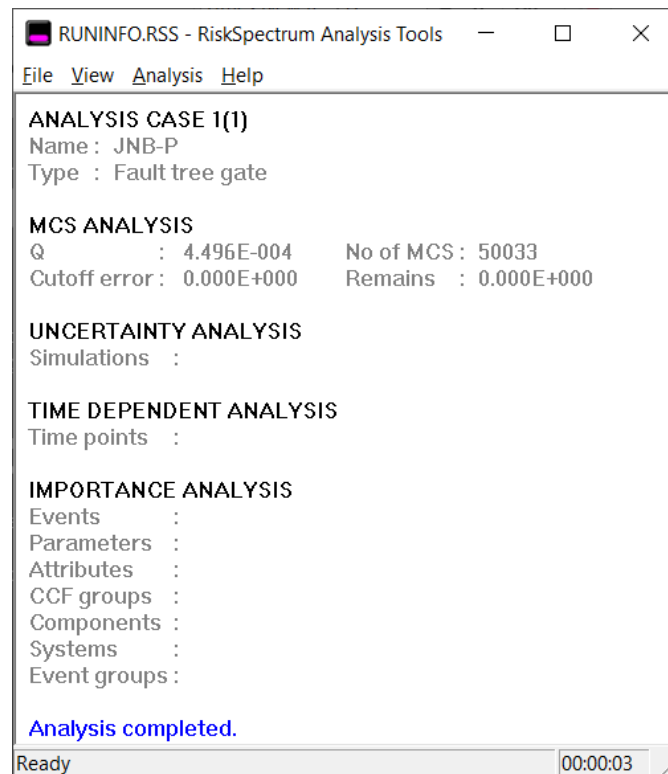 RUNINFO.RSS - RiskSpectrum Analysis Tools
File View Analysis Help
ANALYSIS CASE 1(1)
Name : JNB-P
Type : Fault tree gate
MCS ANALYSIS
Q : 4.496E-004 No of MCS : 50033
Cutoff error : 0.000E+000 Remains : 0.000E+000
UNCERTAINTY ANALYSIS
Simulations :
TIME DEPENDENT ANALYSIS
Time points :
IMPORTANCE ANALYSIS
Events :
Parameters :
Attributes :
CCF groups :
Components :
Systems :
Event groups :
Analysis completed.
Ready 00:00:03